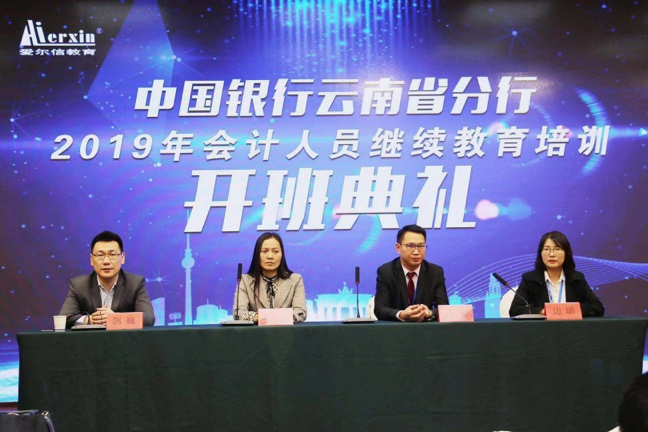 Aierxin®
爱尔信教育
中国银行云南省分行
2019年会计人员继续教育培训
开班典礼